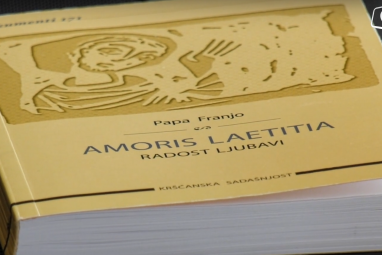 Papa Franjo
AMORIS LAETITIA
RADOST LJUBAVI
KRŠĆANSKA SADAŠNJOST